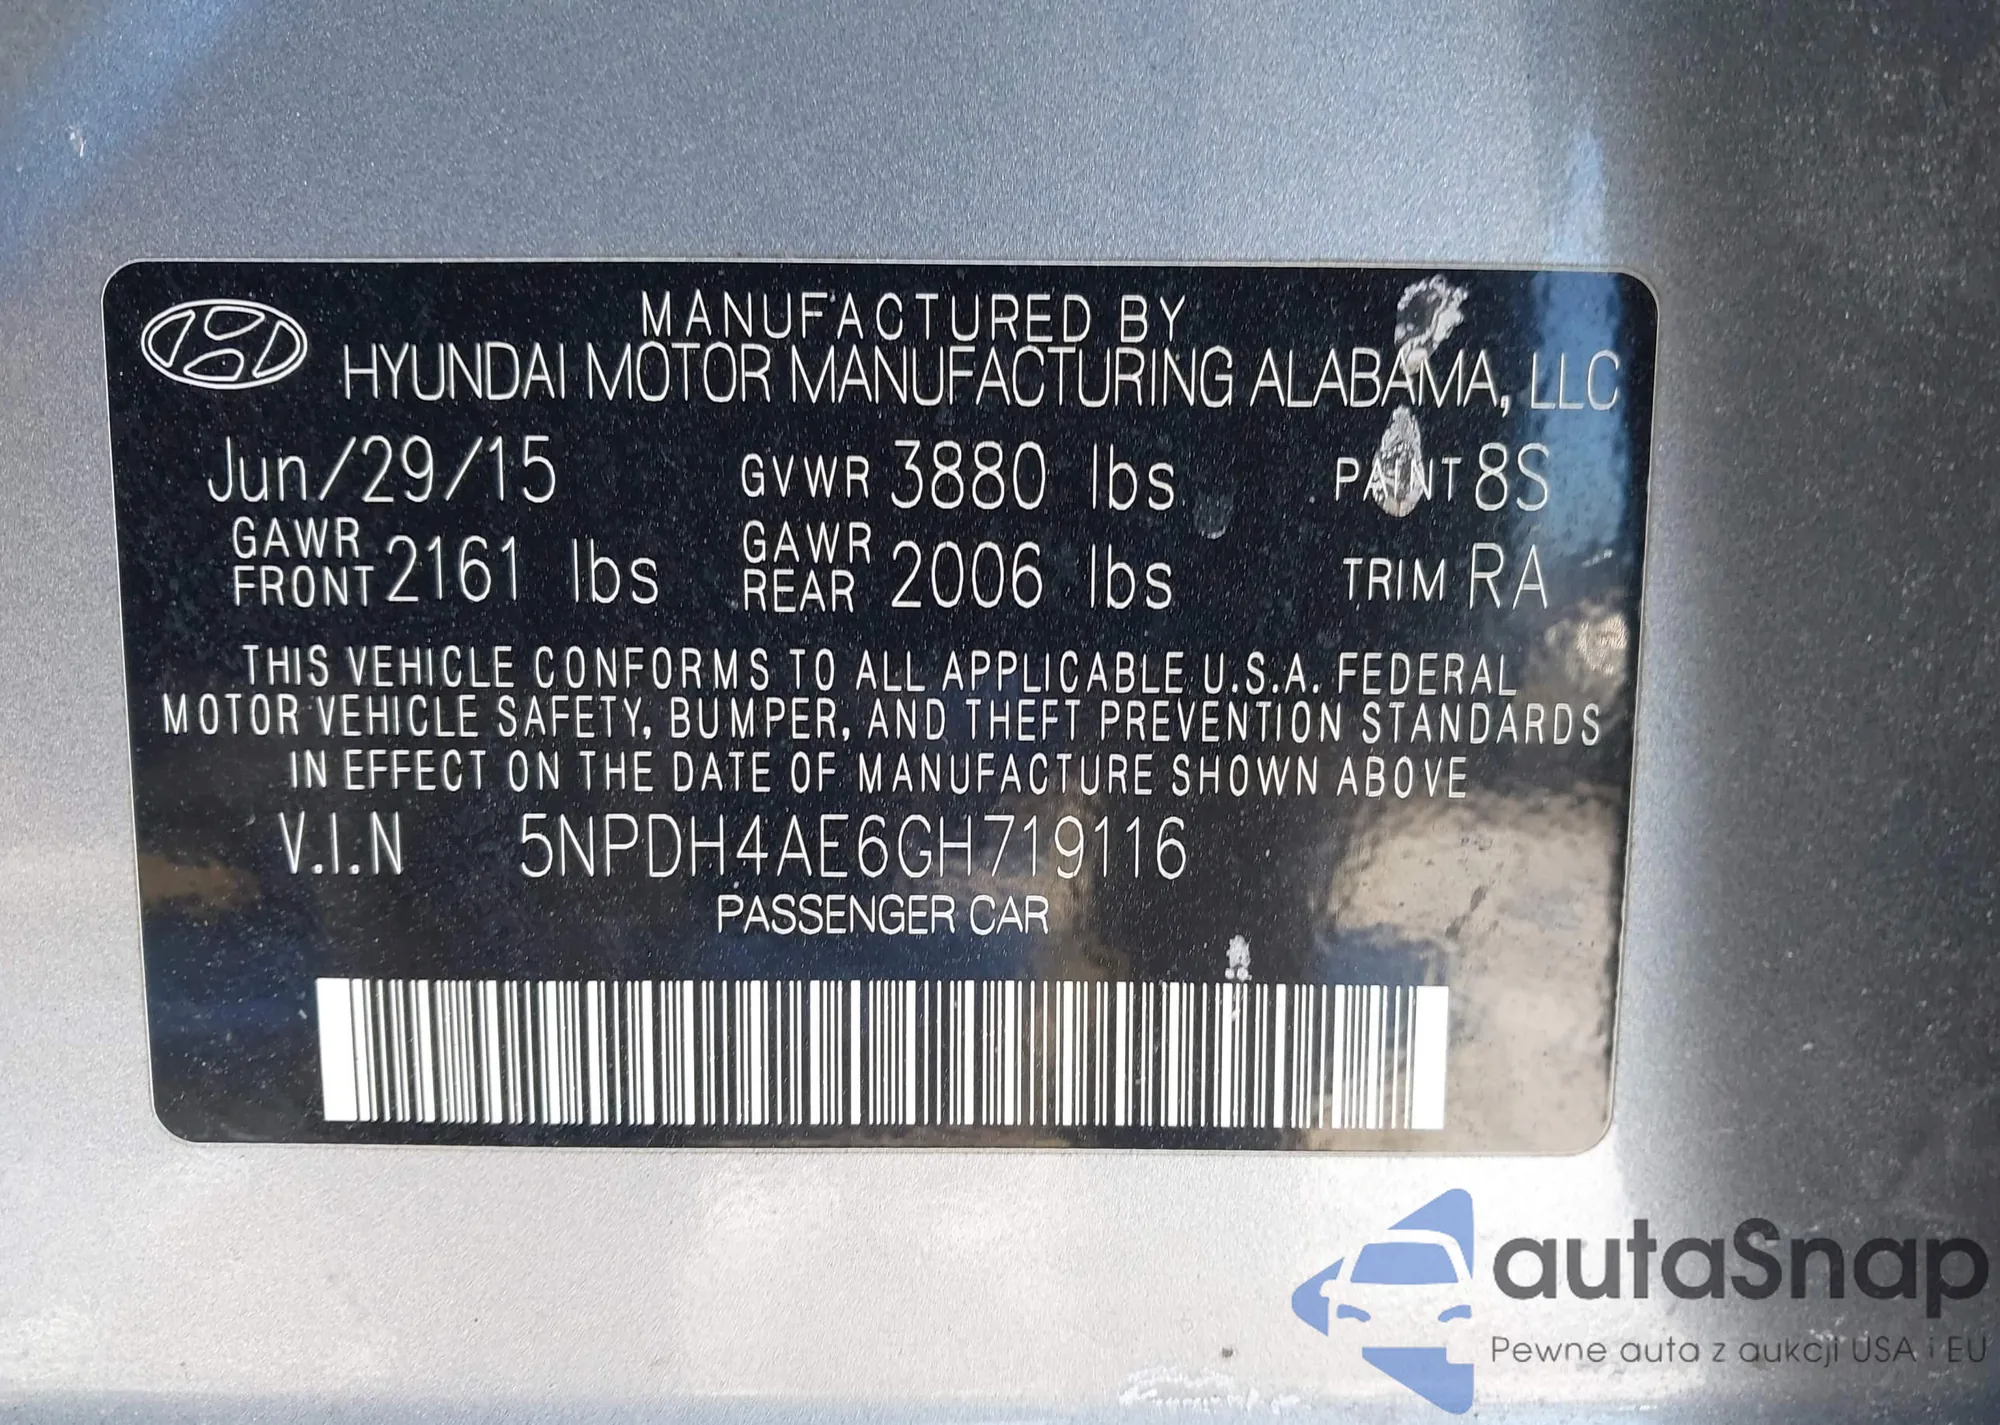 MANUFACTURED BY
HYUNDAI MOTOR MANUFACTURING ALABAMA, LLC
Jun/29/15 GVWR 3880 lbs PAINT 8S
GAWR FRONT 2161 lbs GAWR REAR 2006 lbs TRIM RA
THIS VEHICLE CONFORMS TO ALL APPLICABLE U.S.A. FEDERAL
MOTOR VEHICLE SAFETY, BUMPER, AND THEFT PREVENTION STANDARDS
IN EFFECT ON THE DATE OF MANUFACTURE SHOWN ABOVE
V.I.N 5NPDH4AE6GH719116
PASSENGER CAR
autaSnap
Pewne auta z aukcji USA i EU